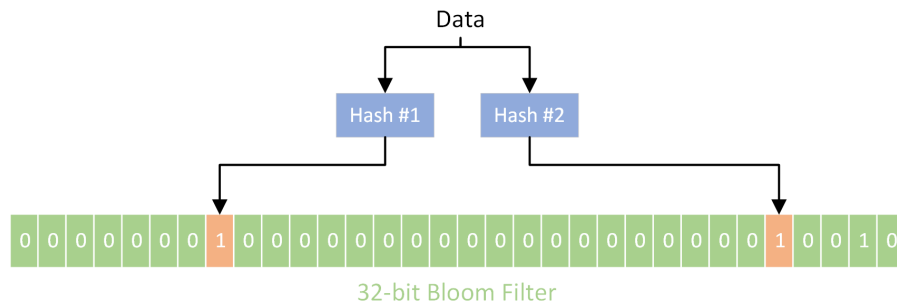 Data
Hash #1 Hash #2
0 0 0 0 0 0 0 1 0 0 0 0 0 0 0 0 0 0 0 0 0 0 0 0 0 0 0 1 0 0 1 0
32-bit Bloom Filter